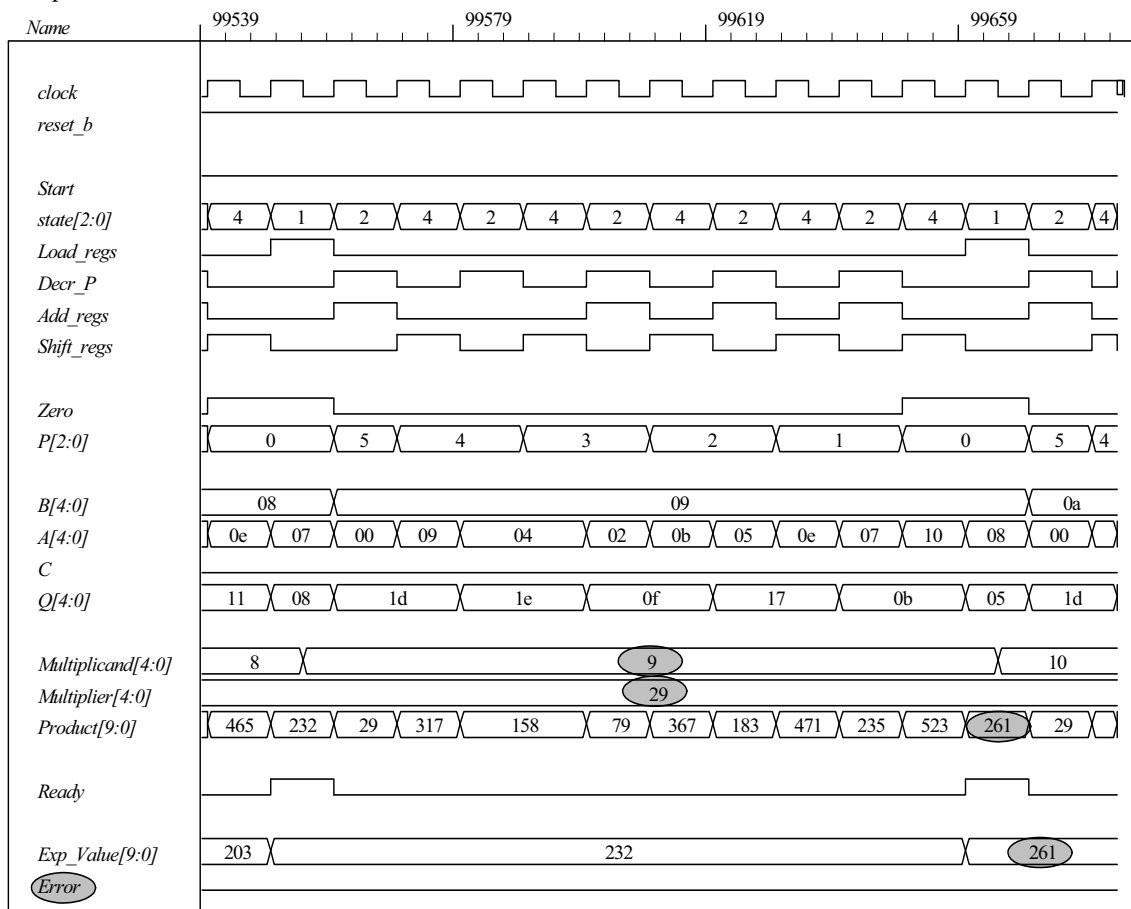 Name 99539 99579 99619 99659
clock
reset_b
Start
state[2:0] 4 1 2 4 2 4 2 4 2 4 2 4 1 2 4
Load_regs
Decr_P
Add_regs
Shift_regs
Zero
P[2:0] 0 5 4 3 2 1 0 5 4
B[4:0] 08 09 0a
A[4:0] 0e 07 00 09 04 02 0b 05 0e 07 10 08 00
C
Q[4:0] 11 08 1d 1e 0f 17 0b 05 1d
Multiplicand[4:0] 8 9 10
Multiplier[4:0] 29
Product[9:0] 465 232 29 317 158 79 367 183 471 235 523 261 29
Ready
Exp_Value[9:0] 203 232 261
Error